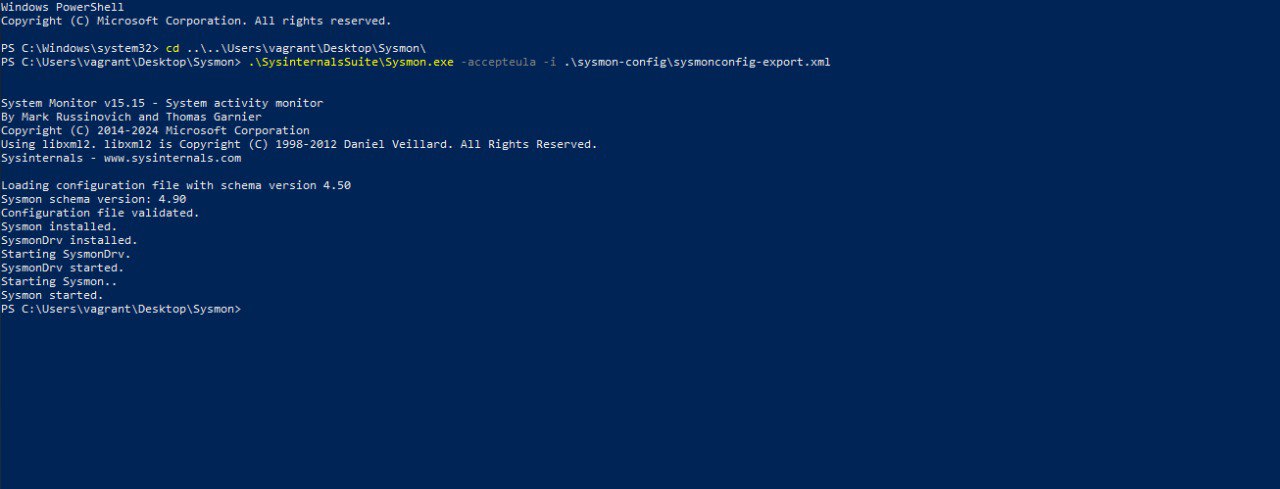 Windows PowerShell
Copyright (C) Microsoft Corporation. All rights reserved.
PS C:\Windows\system32> cd ..\..\Users\vagrant\Desktop\Sysmon\
PS C:\Users\vagrant\Desktop\Sysmon> .\SysinternalsSuite\Sysmon.exe -accepteula -i .\sysmon-config\sysmonconfig-export.xml
System Monitor v15.15 - System activity monitor
By Mark Russinovich and Thomas Garnier
Copyright (C) 2014-2024 Microsoft Corporation
Using libxml2. libxml2 is Copyright (C) 1998-2012 Daniel Veillard. All Rights Reserved.
Sysinternals - www.sysinternals.com
Loading configuration file with schema version 4.50
Sysmon schema version: 4.90
Configuration file validated.
Sysmon installed.
SysmonDrv installed.
Starting SysmonDrv.
SysmonDrv started.
Starting Sysmon..
Sysmon started.
PS C:\Users\vagrant\Desktop\Sysmon>